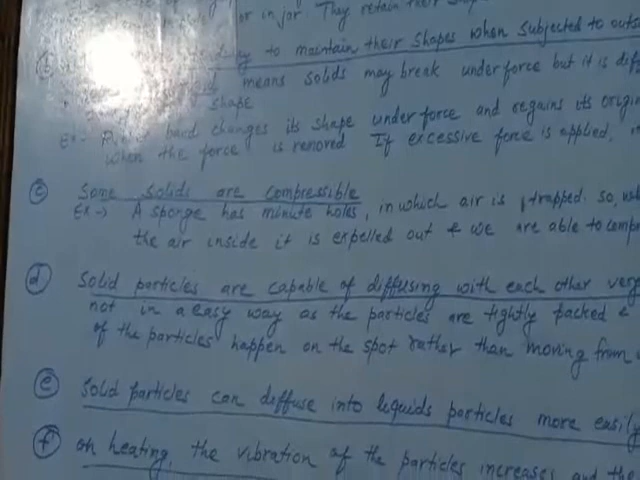 or in jar They retain their shap
to maintain their shapes when subjected to outs
means solids may break under force but it is diff
shape
Ex- band changes its shape under force and regains its origin
when the force is removed If excessive force is applied,
c Some solids are compressible
Ex → A sponge has minute holes, in which air is trapped. so,
the air inside it is expelled out & we are able to compr
d Solid particles are capable of diffusing with each other very
not in a easy way as the particles are tightly packed &
of the particles happen on the spot rather than moving from
e Solid particles can diffuse into liquids particles more easily
f on heating, the vibration of the particles increases and the